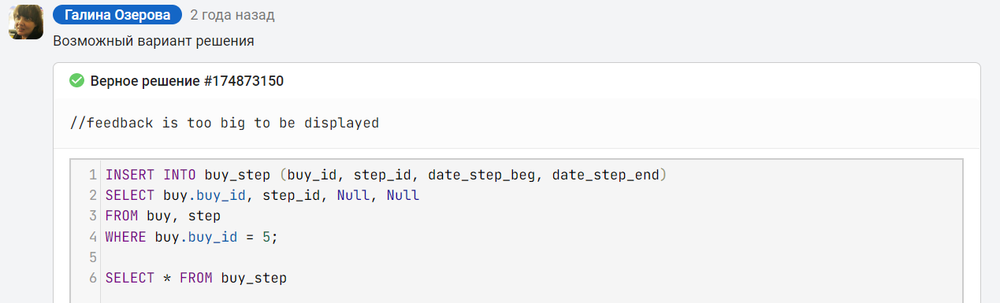 Галина Озерова 2 года назад
Возможный вариант решения
Верное решение #174873150
//feedback is too big to be displayed
1 INSERT INTO buy_step (buy_id, step_id, date_step_beg, date_step_end)
2 SELECT buy.buy_id, step_id, Null, Null
3 FROM buy, step
4 WHERE buy.buy_id = 5;
5
6 SELECT * FROM buy_step